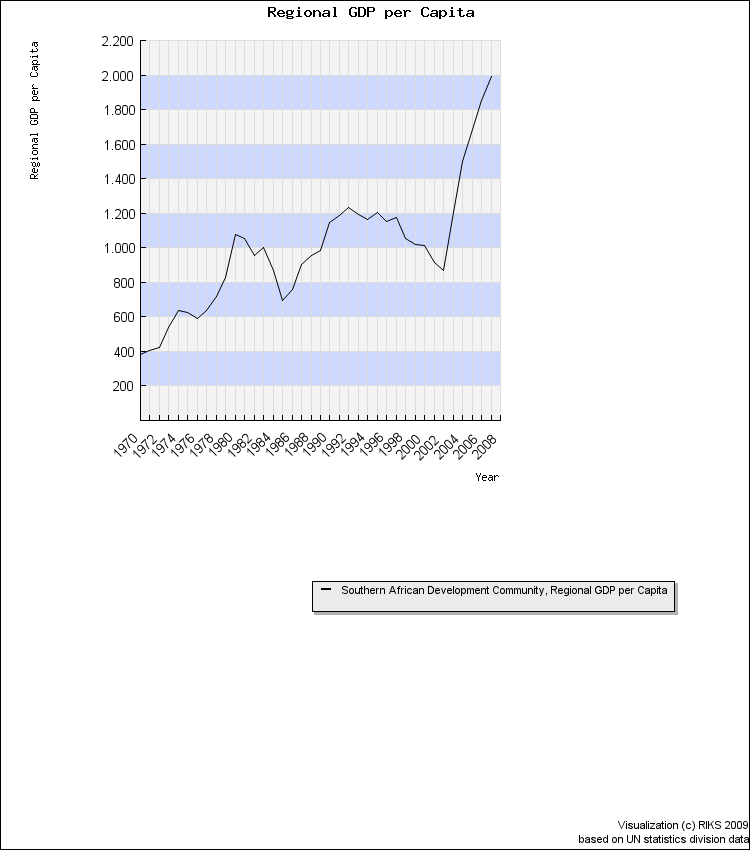 Regional GDP per Capita
Regional GDP per Capita
2.200
2.000
1.800
1.600
1.400
1.200
1.000
800
600
400
200
1970 1972 1974 1976 1978 1980 1982 1984 1986 1988 1990 1992 1994 1996 1998 2000 2002 2004 2006 2008
Year
Southern African Development Community, Regional GDP per Capita
Visualization (c) RIKS 2009
based on UN statistics division data